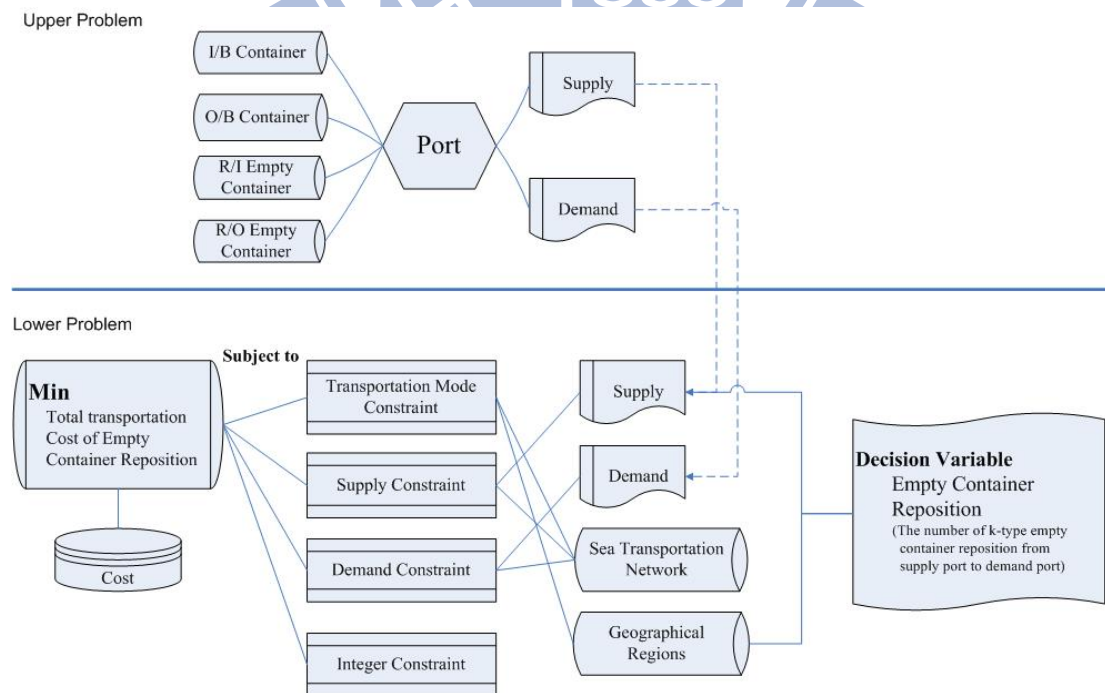 Upper Problem
I/B Container
O/B Container
R/I Empty
Container
R/O Empty
Container
Port
Supply
Demand
Lower Problem
Min
Total transportation
Cost of Empty
Container Reposition
Cost
Subject to
Transportation Mode
Constraint
Supply Constraint
Demand Constraint
Integer Constraint
Supply
Demand
Sea Transportation
Network
Geographical
Regions
Decision Variable
Empty Container
Reposition
(The number of k-type empty
container reposition from
supply port to demand port)